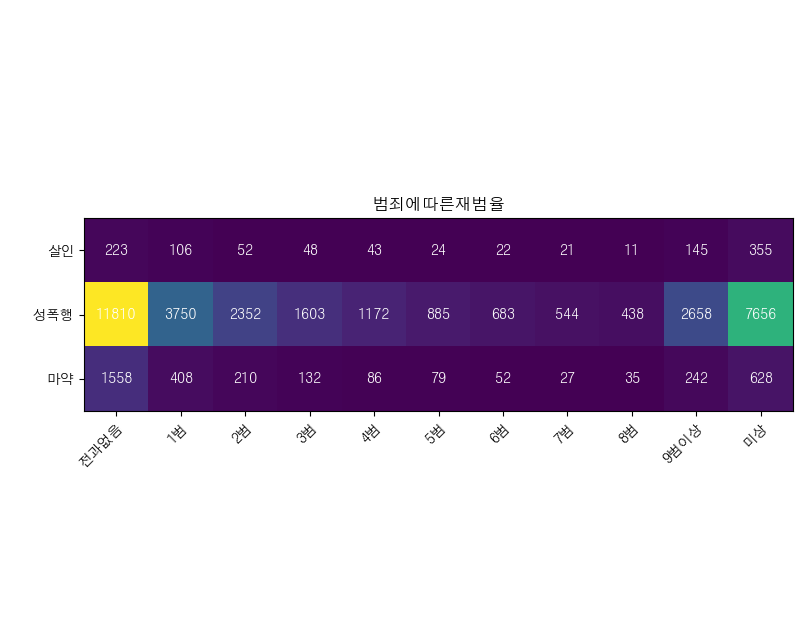 범죄에따른재범율
살인 223 106 52 48 43 24 22 21 11 145 355
성폭행 11810 3750 2352 1603 1172 885 683 544 438 2658 7656
마약 1558 408 210 132 86 79 52 27 35 242 628
전과없음 1범 2범 3범 4범 5범 6범 7범 8범 9범이상 미상